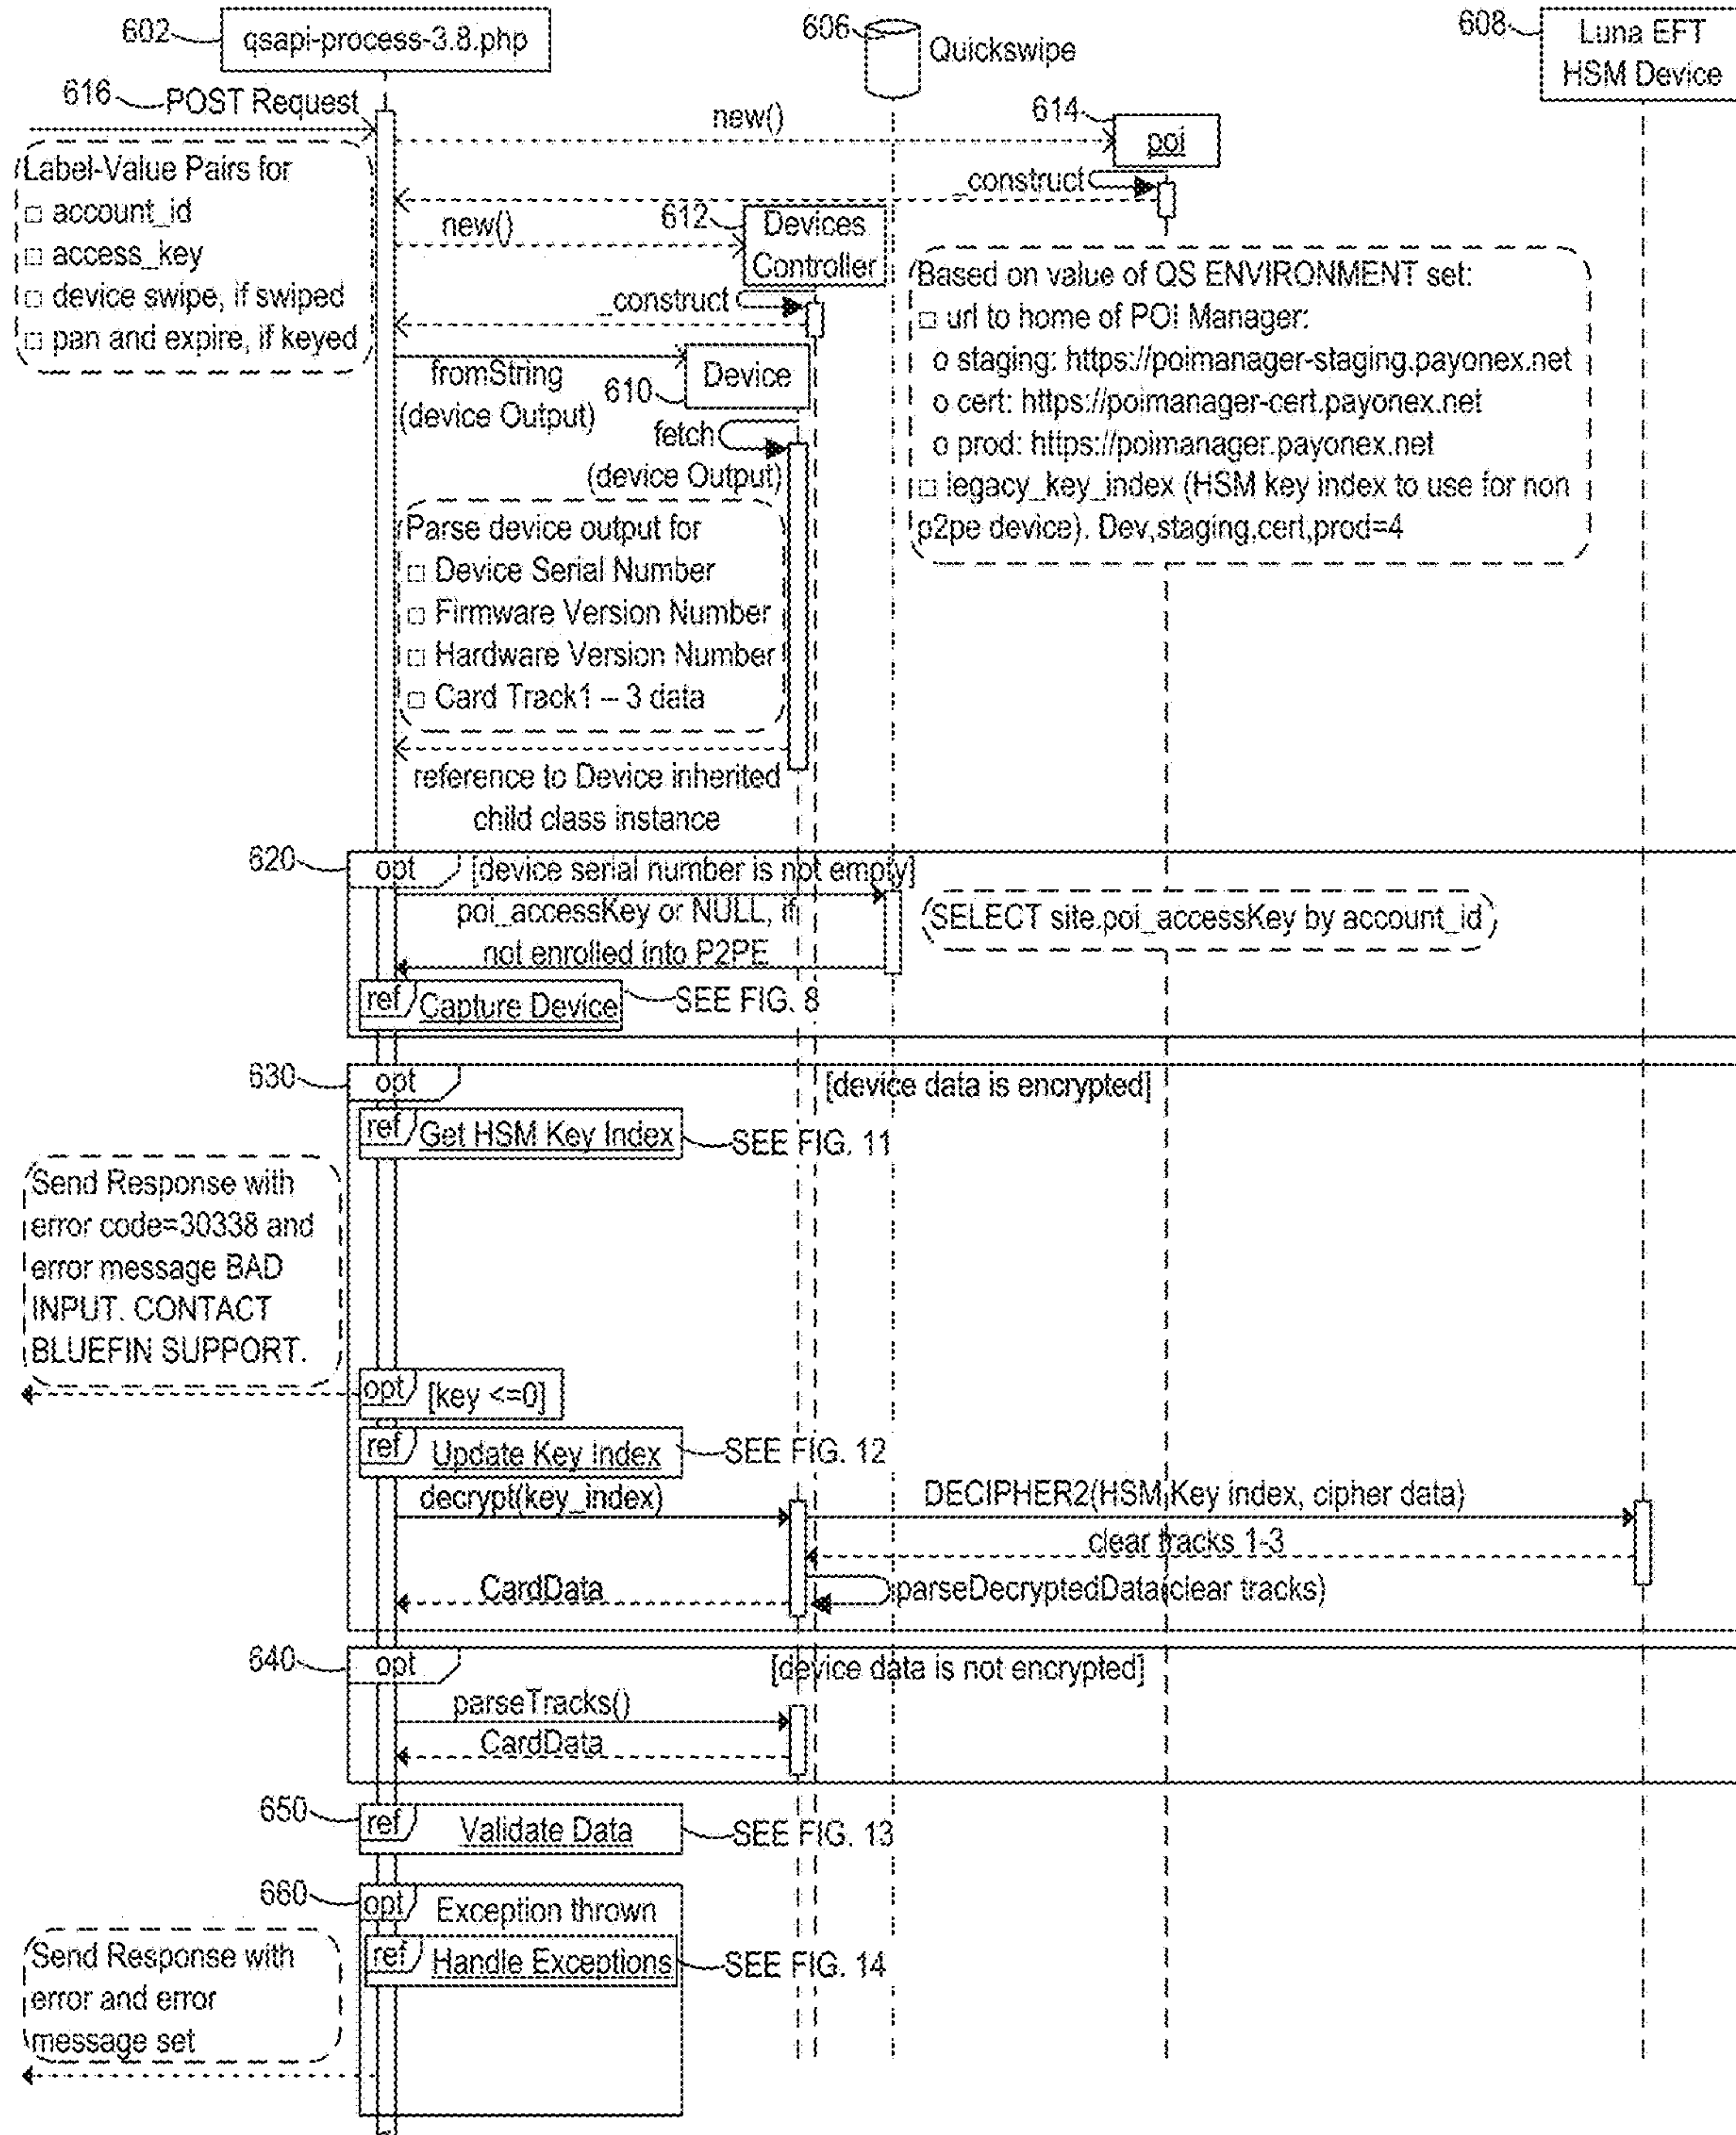 602
qsapi-process-3.8.php
606
Quickswipe
608
Luna EFT
HSM Device
616
POST Request
new()
614
poi
Label-Value Pairs for
□ account_id
□ access_key
□ device swipe, if swiped
□ pan and expire, if keyed
_construct
new()
612
Devices
Controller
_construct
Based on value of QS ENVIRONMENT set:
□ url to home of POI Manager:
o staging: https://poimanager-staging.payonex.net
o cert: https://poimanager-cert.payonex.net
o prod: https://poimanager.payonex.net
□ legacy_key_index (HSM key index to use for non
p2pe device). Dev,staging,cert,prod=4
fromString
(device Output)
610
Device
fetch
(device Output)
Parse device output for
□ Device Serial Number
□ Firmware Version Number
□ Hardware Version Number
□ Card Track1 – 3 data
reference to Device inherited
child class instance
620
opt
[device serial number is not empty]
poi_accessKey or NULL, if
not enrolled into P2PE
SELECT site.poi_accessKey by account_id
ref
Capture Device
SEE FIG. 8
630
opt
[device data is encrypted]
ref
Get HSM Key Index
SEE FIG. 11
Send Response with
error code=30338 and
error message BAD
INPUT. CONTACT
BLUEFIN SUPPORT.
opt
[key <=0]
ref
Update Key Index
SEE FIG. 12
decrypt(key_index)
DECIPHER2(HSM Key index, cipher data)
clear tracks 1-3
CardData
parseDecryptedData(clear tracks)
640
opt
[device data is not encrypted]
parseTracks()
CardData
650
ref
Validate Data
SEE FIG. 13
660
opt
Exception thrown
ref
Handle Exceptions
SEE FIG. 14
Send Response with
error and error
message set